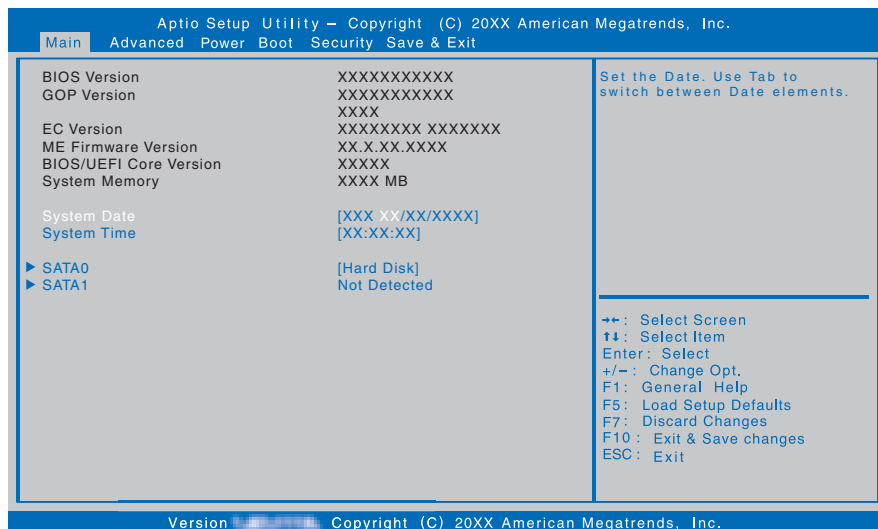 Aptio Setup Utility – Copyright (C) 20XX American Megatrends, Inc.
Main Advanced Power Boot Security Save & Exit
BIOS Version XXXXXXXXXXX
GOP Version XXXXXXXXXXX
XXXX
EC Version XXXXXXXX XXXXXXX
ME Firmware Version XX.X.XX.XXXX
BIOS/UEFI Core Version XXXXX
System Memory XXXX MB
System Date [XXX XX/XX/XXXX]
System Time [XX:XX:XX]
▶ SATA0 [Hard Disk]
▶ SATA1 Not Detected
Set the Date. Use Tab to
switch between Date elements.
→←: Select Screen
↑↓: Select Item
Enter: Select
+/–: Change Opt.
F1: General Help
F5: Load Setup Defaults
F7: Discard Changes
F10: Exit & Save changes
ESC: Exit
Version Copyright (C) 20XX American Megatrends, Inc.